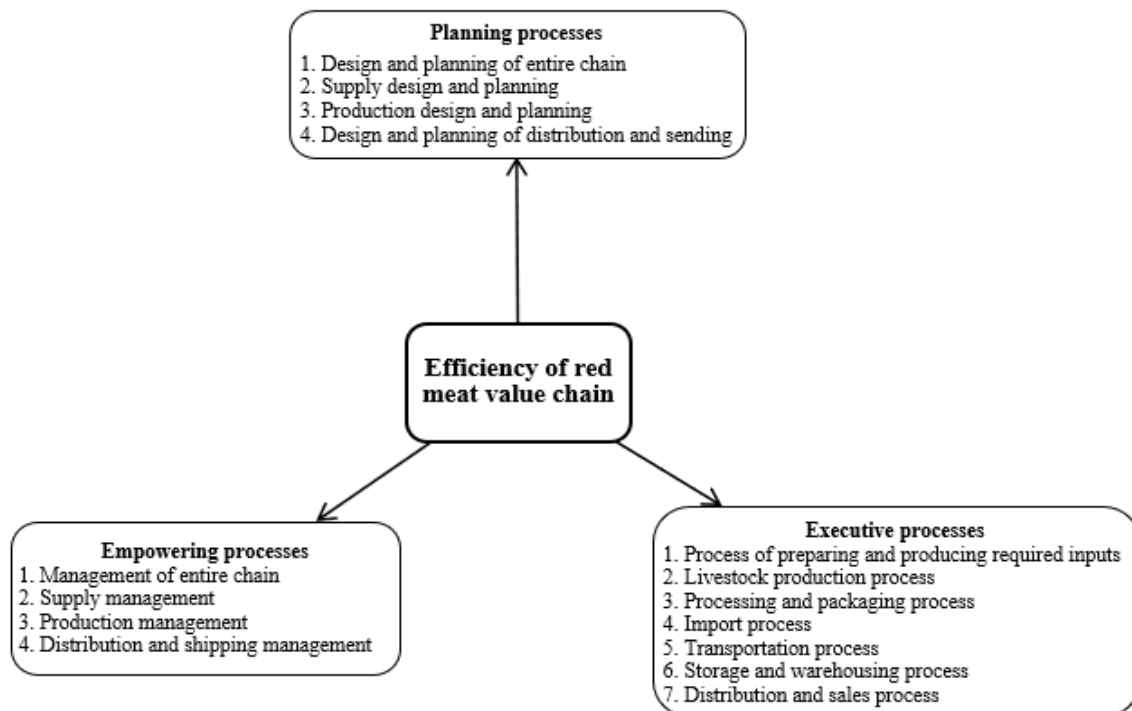 Planning processes
1. Design and planning of entire chain
2. Supply design and planning
3. Production design and planning
4. Design and planning of distribution and sending
Efficiency of red
meat value chain
Empowering processes
1. Management of entire chain
2. Supply management
3. Production management
4. Distribution and shipping management
Executive processes
1. Process of preparing and producing required inputs
2. Livestock production process
3. Processing and packaging process
4. Import process
5. Transportation process
6. Storage and warehousing process
7. Distribution and sales process